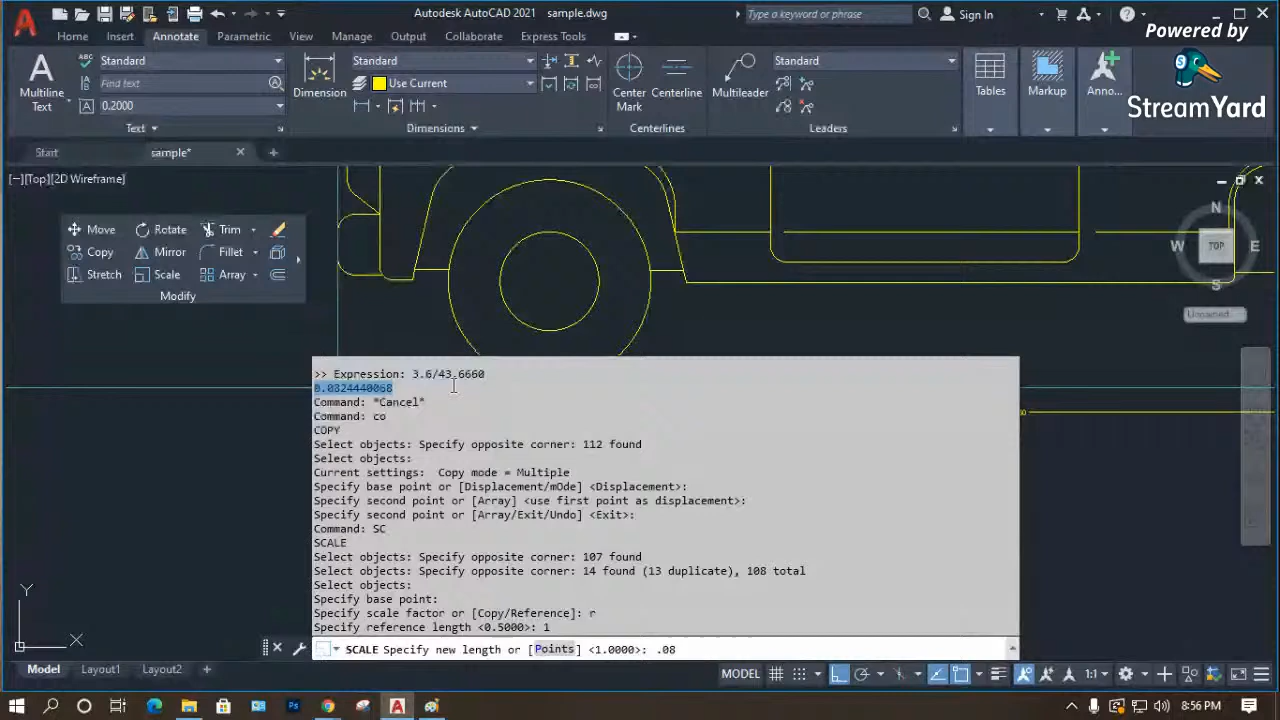 Autodesk AutoCAD 2021 sample.dwg
Type a keyword or phrase
Sign In
Powered by
StreamYard
Home Insert Annotate Parametric View Manage Output Collaborate Express Tools
Standard
Find text
0.2000
Multiline
Text
Text
Dimension
Standard
Use Current
Dimensions
Center
Mark
Centerline
Centerlines
Multileader
Standard
Leaders
Tables
Markup
Anno...
Start
sample*
[−][Top][2D Wireframe]
Move Rotate Trim
Copy Mirror Fillet
Stretch Scale Array
Modify
N
W TOP E
S
Unnamed
>> Expression: 3.6/43.6660
0.0824440068
Command: *Cancel*
Command: co
COPY
Select objects: Specify opposite corner: 112 found
Select objects:
Current settings: Copy mode = Multiple
Specify base point or [Displacement/mOde] <Displacement>:
Specify second point or [Array] <use first point as displacement>:
Specify second point or [Array/Exit/Undo] <Exit>:
Command: SC
SCALE
Select objects: Specify opposite corner: 107 found
Select objects: Specify opposite corner: 14 found (13 duplicate), 108 total
Select objects:
Specify base point:
Specify scale factor or [Copy/Reference]: r
Specify reference length <0.5000>: 1
SCALE Specify new length or [Points] <1.0000>: .08
Y
X
Model Layout1 Layout2
MODEL
1:1
8:56 PM